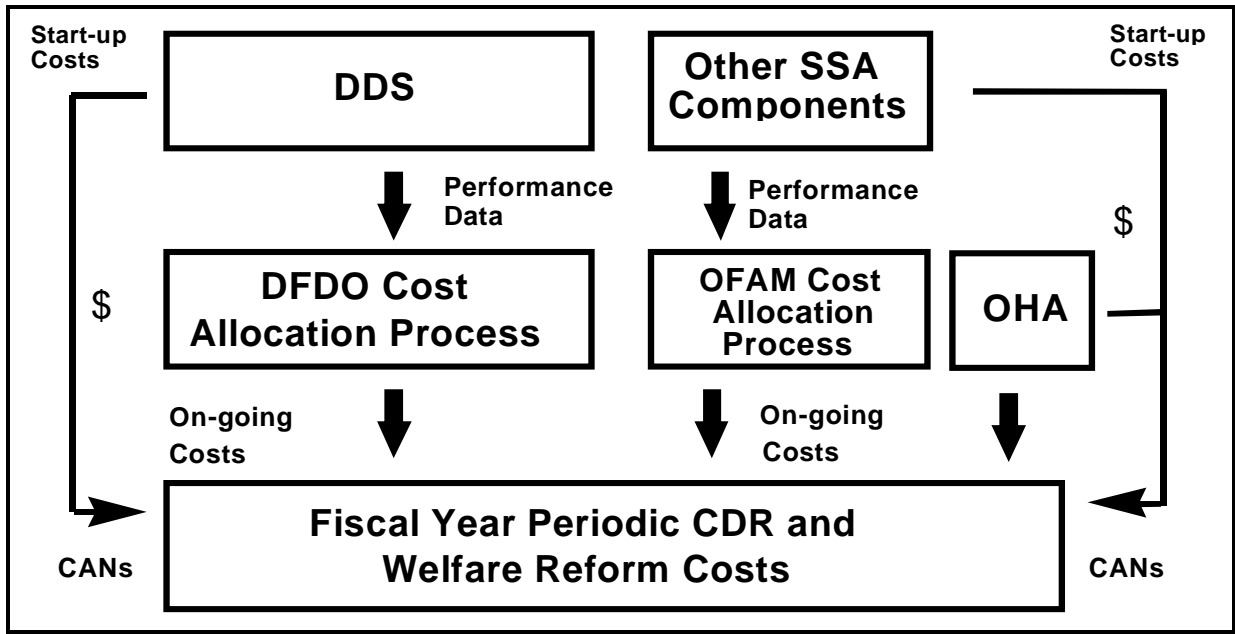 Start-up
Costs
DDS
Other SSA
Components
Start-up
Costs
Performance
Data
Performance
Data
$
$
DFDO Cost
Allocation Process
OFAM Cost
Allocation
Process
OHA
On-going
Costs
On-going
Costs
Fiscal Year Periodic CDR and
Welfare Reform Costs
CANs
CANs